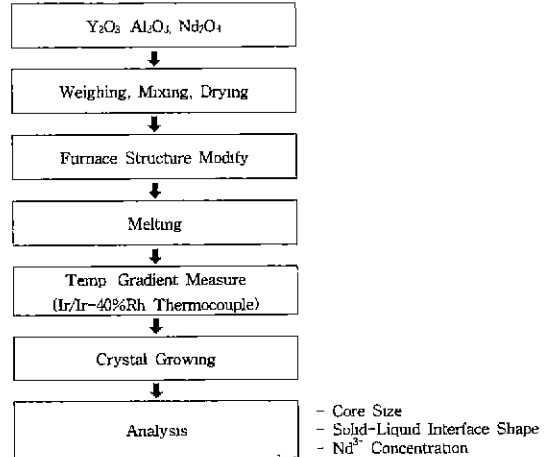 Y₂O₃ Al₂O₃, Nd₂O₄
Weighing, Mixing, Drying
Furnace Structure Modify
Melting
Temp Gradient Measure
(Ir/Ir-40%Rh Thermocouple)
Crystal Growing
Analysis
- Core Size
- Solid-Liquid Interface Shape
- Nd³⁻ Concentration